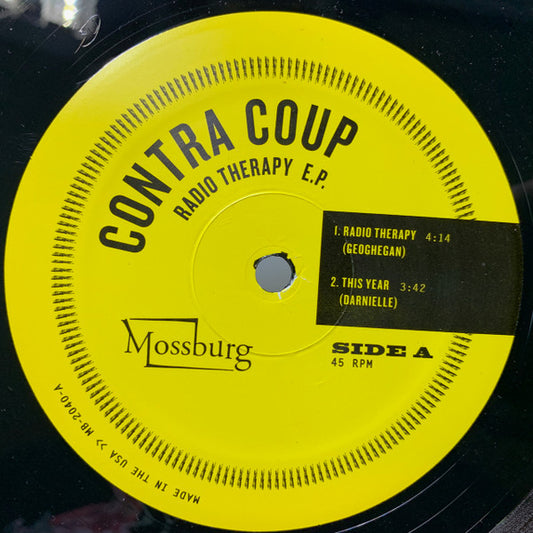 CONTRA COUP
RADIO THERAPY E.P.
1. RADIO THERAPY 4:14
(GEOGHEGAN)
2. THIS YEAR 3:42
(DARNIELLE)
Mossburg
SIDE A
45 RPM
MADE IN THE USA >> MB-2040-A